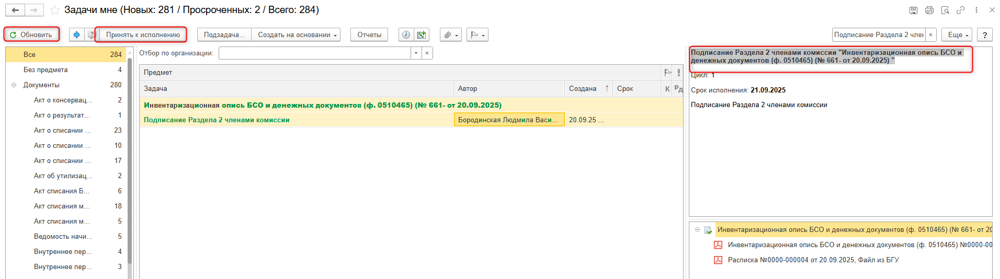 Задачи мне (Новых: 281 / Просроченных: 2 / Всего: 284)
Обновить
Принять к исполнению
Подзадача...
Создать на основании
Отчеты
Подписание Раздела 2 член
Еще
?
Все 284
Без предмета 4
Документы 280
Акт о консервац... 2
Акт о результат... 1
Акт о списании ... 23
Акт о списании ... 10
Акт о списании ... 17
Акт об утилизац... 2
Акт списания Б... 6
Акт списания м... 18
Акт списания м... 5
Ведомость начи... 5
Внутреннее пер... 4
Внутреннее пер... 3
Отбор по организации:
Предмет
Задача Автор Создана ↑ Срок К Рд
Инвентаризационная опись БСО и денежных документов (ф. 0510465) (№ 661- от 20.09.2025)
Подписание Раздела 2 членами комиссии Бородинская Людмила Васи... 20.09.25 ...
Подписание Раздела 2 членами комиссии "Инвентаризационная опись БСО и
денежных документов (ф. 0510465) (№ 661- от 20.09.2025) "
Цикл: 1
Срок исполнения: 21.09.2025
Подписание Раздела 2 членами комиссии
Инвентаризационная опись БСО и денежных документов (ф. 0510465) (№ 661- от 20
Инвентаризационная опись БСО и денежных документов (ф. 0510465) №0000-00
Расписка №0000-000004 от 20.09.2025, Файл из БГУ